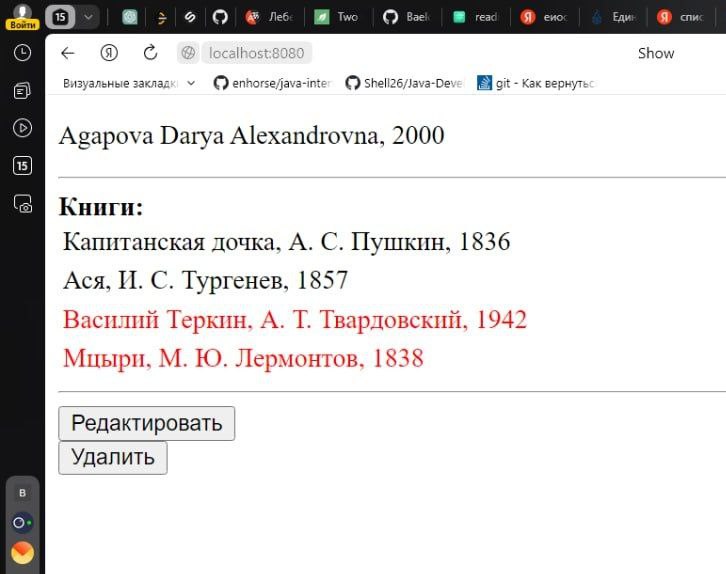 15
Лебе
Two
Bael
read
еиос
Един
спис
Войти
localhost:8080
Show
Визуальные закладк
enhorse/java-inter
Shell26/Java-Deve
git - Как вернутьс
Agapova Darya Alexandrovna, 2000
15
Книги:
Капитанская дочка, А. С. Пушкин, 1836
Ася, И. С. Тургенев, 1857
Василий Теркин, А. Т. Твардовский, 1942
Мцыри, М. Ю. Лермонтов, 1838
Редактировать
Удалить
B